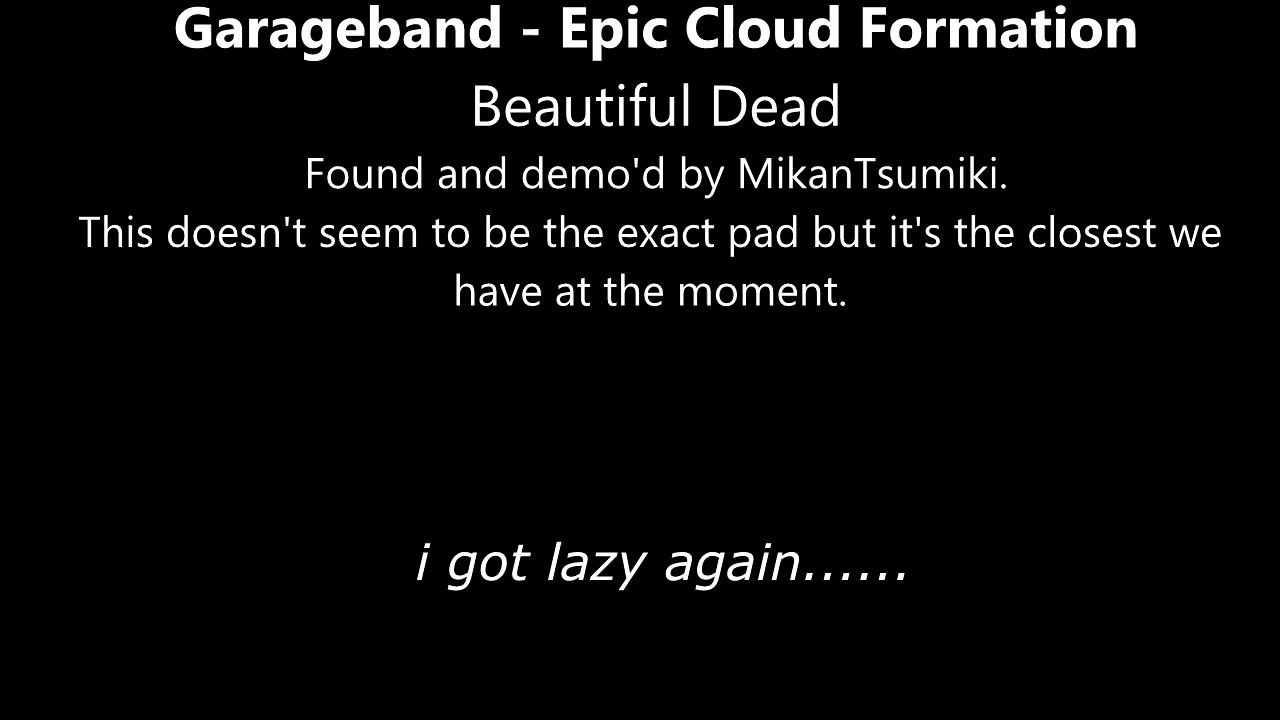 Garageband - Epic Cloud Formation
Beautiful Dead
Found and demo'd by MikanTsumiki.
This doesn't seem to be the exact pad but it's the closest we
have at the moment.
i got lazy again......